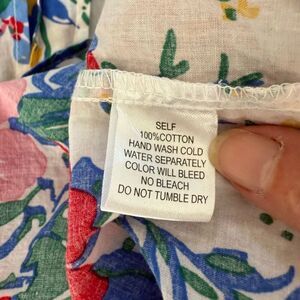 SELF
100%COTTON
HAND WASH COLD
WATER SEPARATELY
COLOR WILL BLEED
NO BLEACH
DO NOT TUMBLE DRY